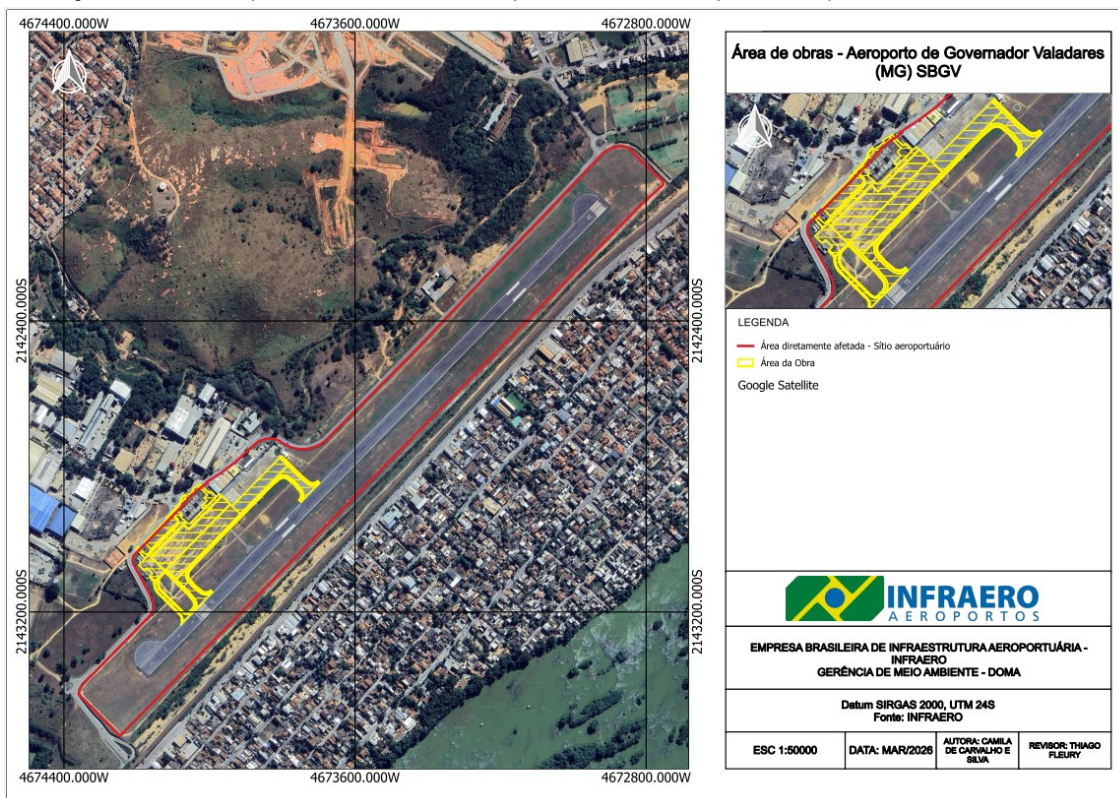 4674400.000W
4673600.000W
4672800.000W
2142400.000S
2142400.000S
2143200.000S
2143200.000S
4674400.000W
4673600.000W
4672800.000W
Área de obras - Aeroporto de Governador Valadares
(MG) SBGV
LEGENDA
Área diretamente afetada - Sítio aeroportuário
Área da Obra
Google Satellite
INFRAERO
AEROPORTOS
EMPRESA BRASILEIRA DE INFRAESTRUTURA AEROPORTUÁRIA -
INFRAERO
GERÊNCIA DE MEIO AMBIENTE - DOMA
Datum SIRGAS 2000, UTM 24S
Fonte: INFRAERO
ESC 1:50000
DATA: MAR/2026
AUTORA: CAMILA
DE CARVALHO E
SILVA
REVISOR: THIAGO
FLEURY